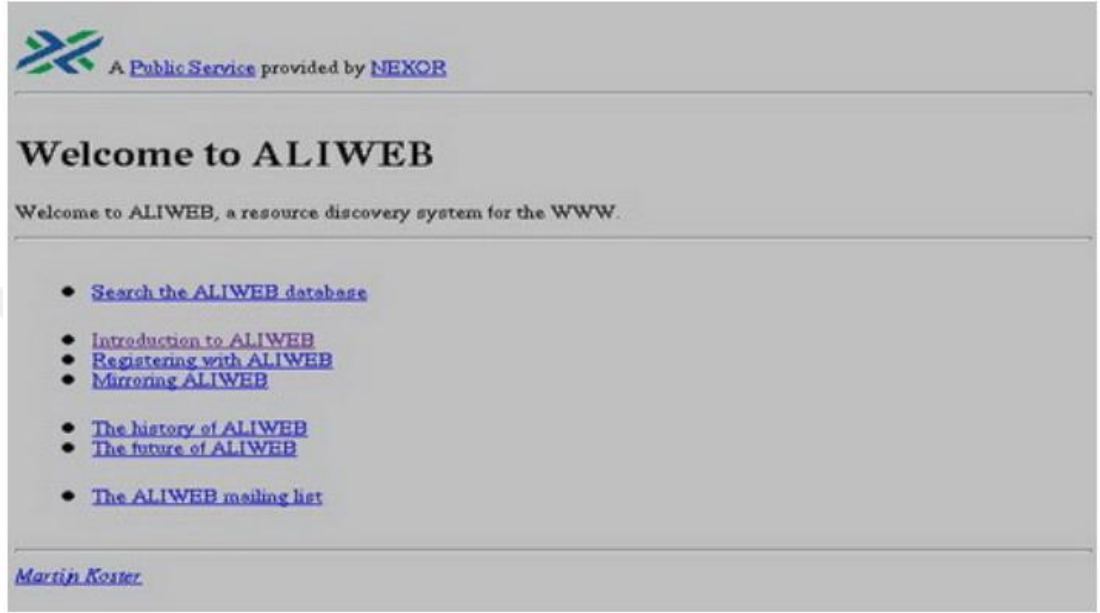 A Public Service provided by NEXOR
Welcome to ALIWEB
Welcome to ALIWEB, a resource discovery system for the WWW.
Search the ALIWEB database
Introduction to ALIWEB
Registering with ALIWEB
Mirroring ALIWEB
The history of ALIWEB
The future of ALIWEB
The ALIWEB mailing list
Martijn Koster